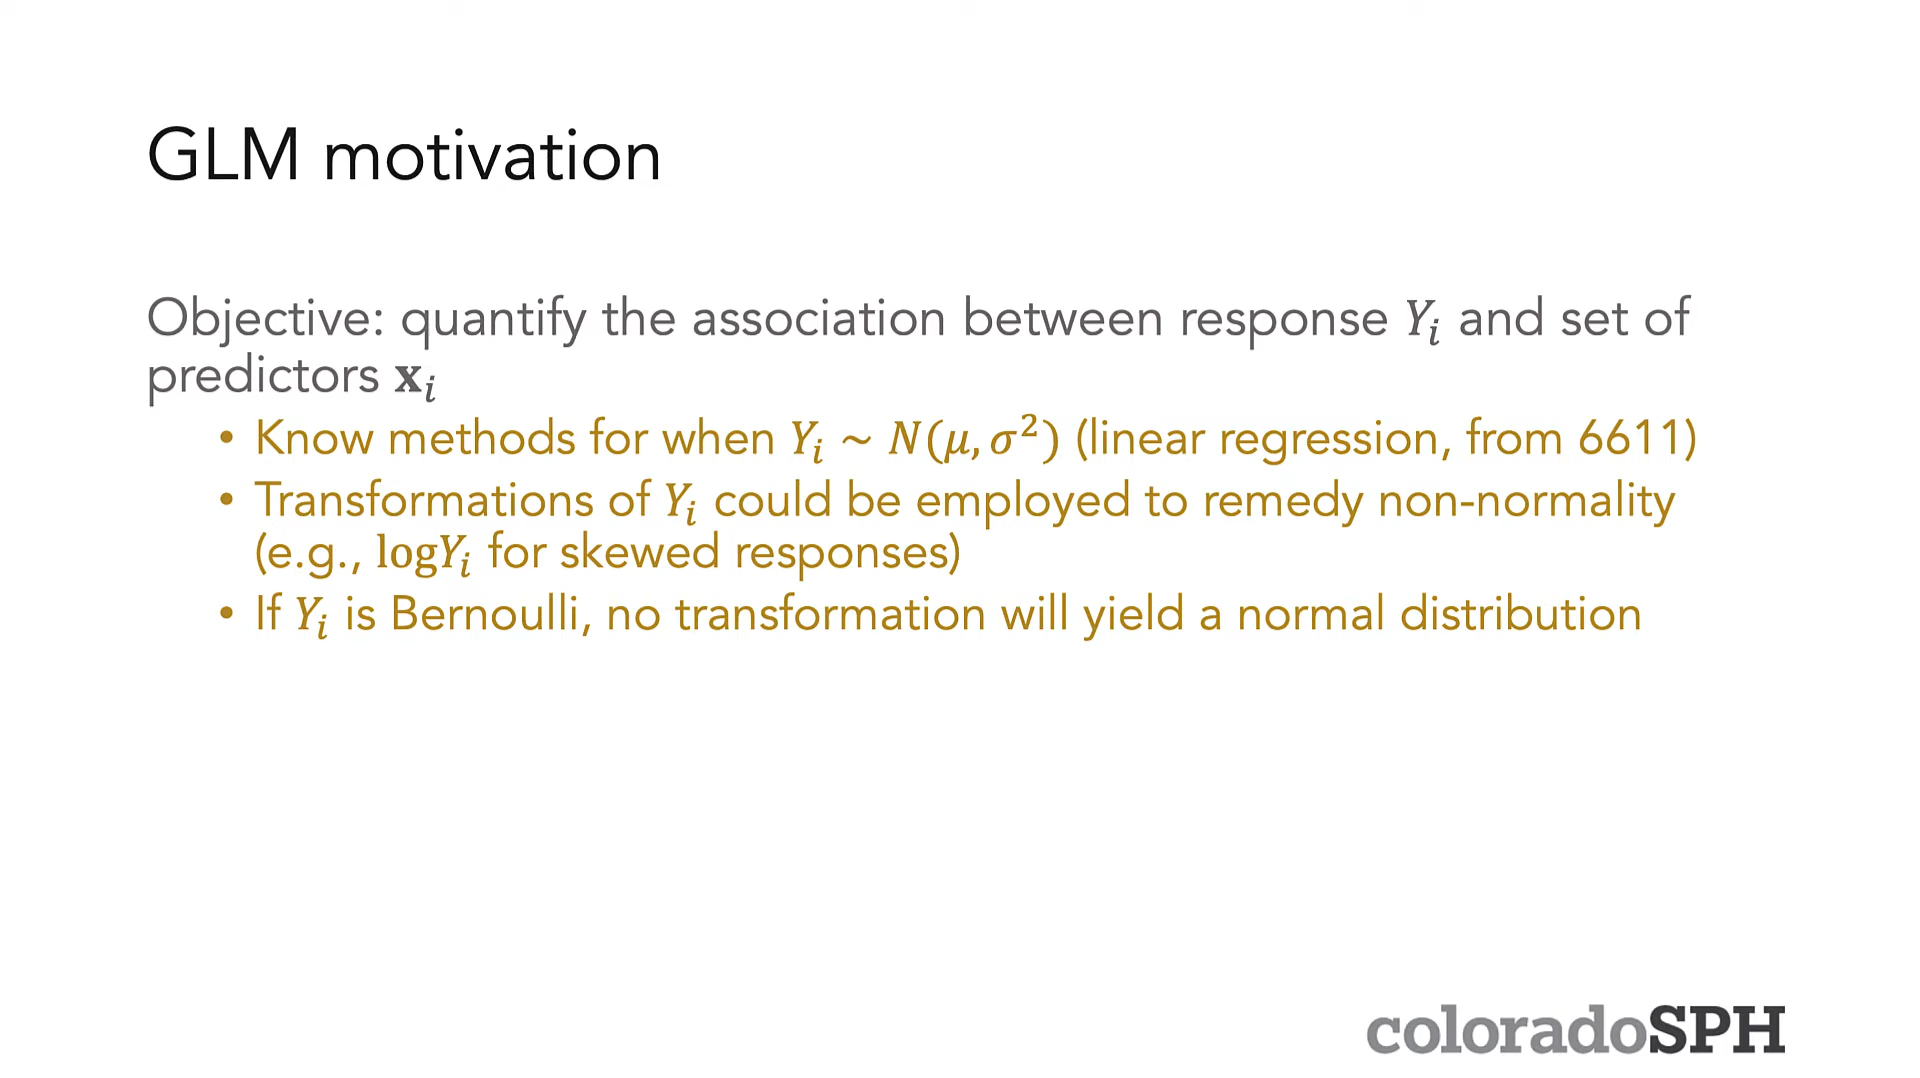 GLM motivation
Objective: quantify the association between response Yᵢ and set of
predictors 𝐱ᵢ
• Know methods for when Yᵢ ~ N(μ, σ²) (linear regression, from 6611)
• Transformations of Yᵢ could be employed to remedy non-normality
(e.g., logYᵢ for skewed responses)
• If Yᵢ is Bernoulli, no transformation will yield a normal distribution
coloradoSPH